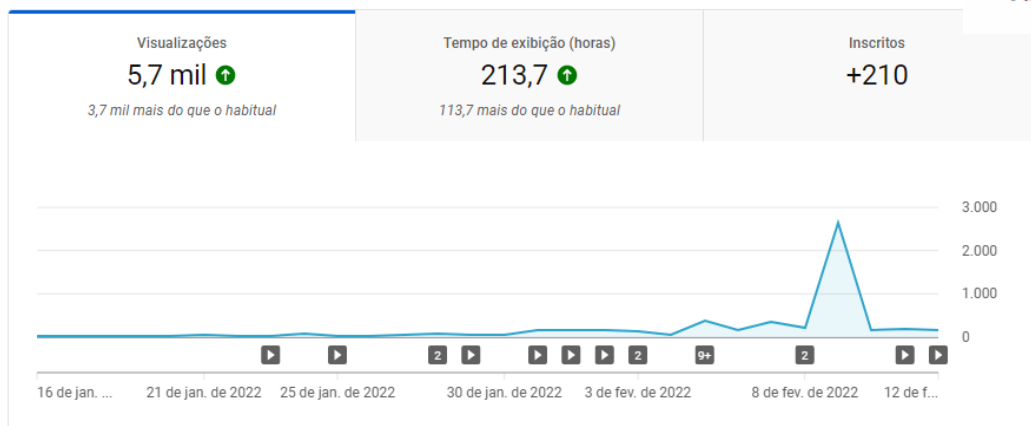 Visualizações
5,7 mil
3,7 mil mais do que o habitual
Tempo de exibição (horas)
213,7
113,7 mais do que o habitual
Inscritos
+210
3.000
2.000
1.000
0
2
2
9+
2
16 de jan. ...
21 de jan. de 2022
25 de jan. de 2022
30 de jan. de 2022
3 de fev. de 2022
8 de fev. de 2022
12 de f...